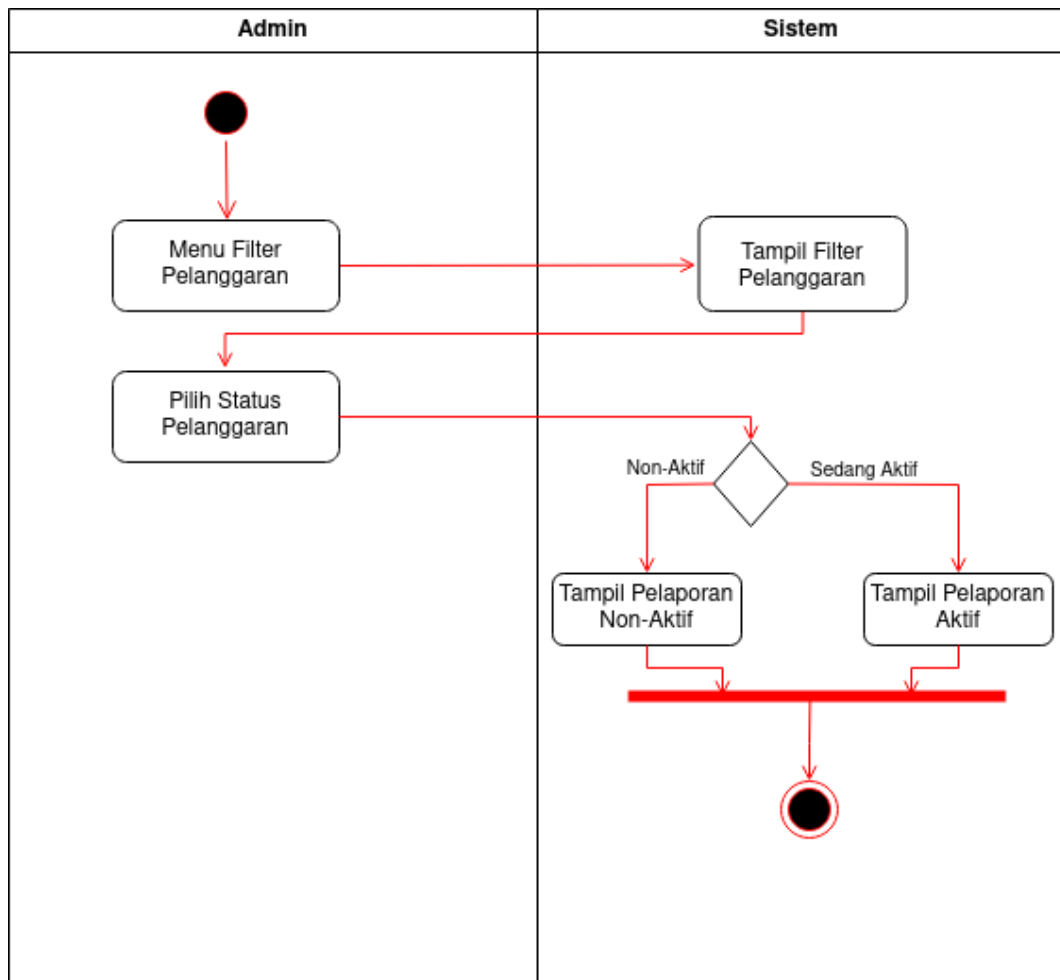 Admin
Sistem
Menu Filter
Pelanggaran
Tampil Filter
Pelanggaran
Pilih Status
Pelanggaran
Non-Aktif
Sedang Aktif
Tampil Pelaporan
Non-Aktif
Tampil Pelaporan
Aktif